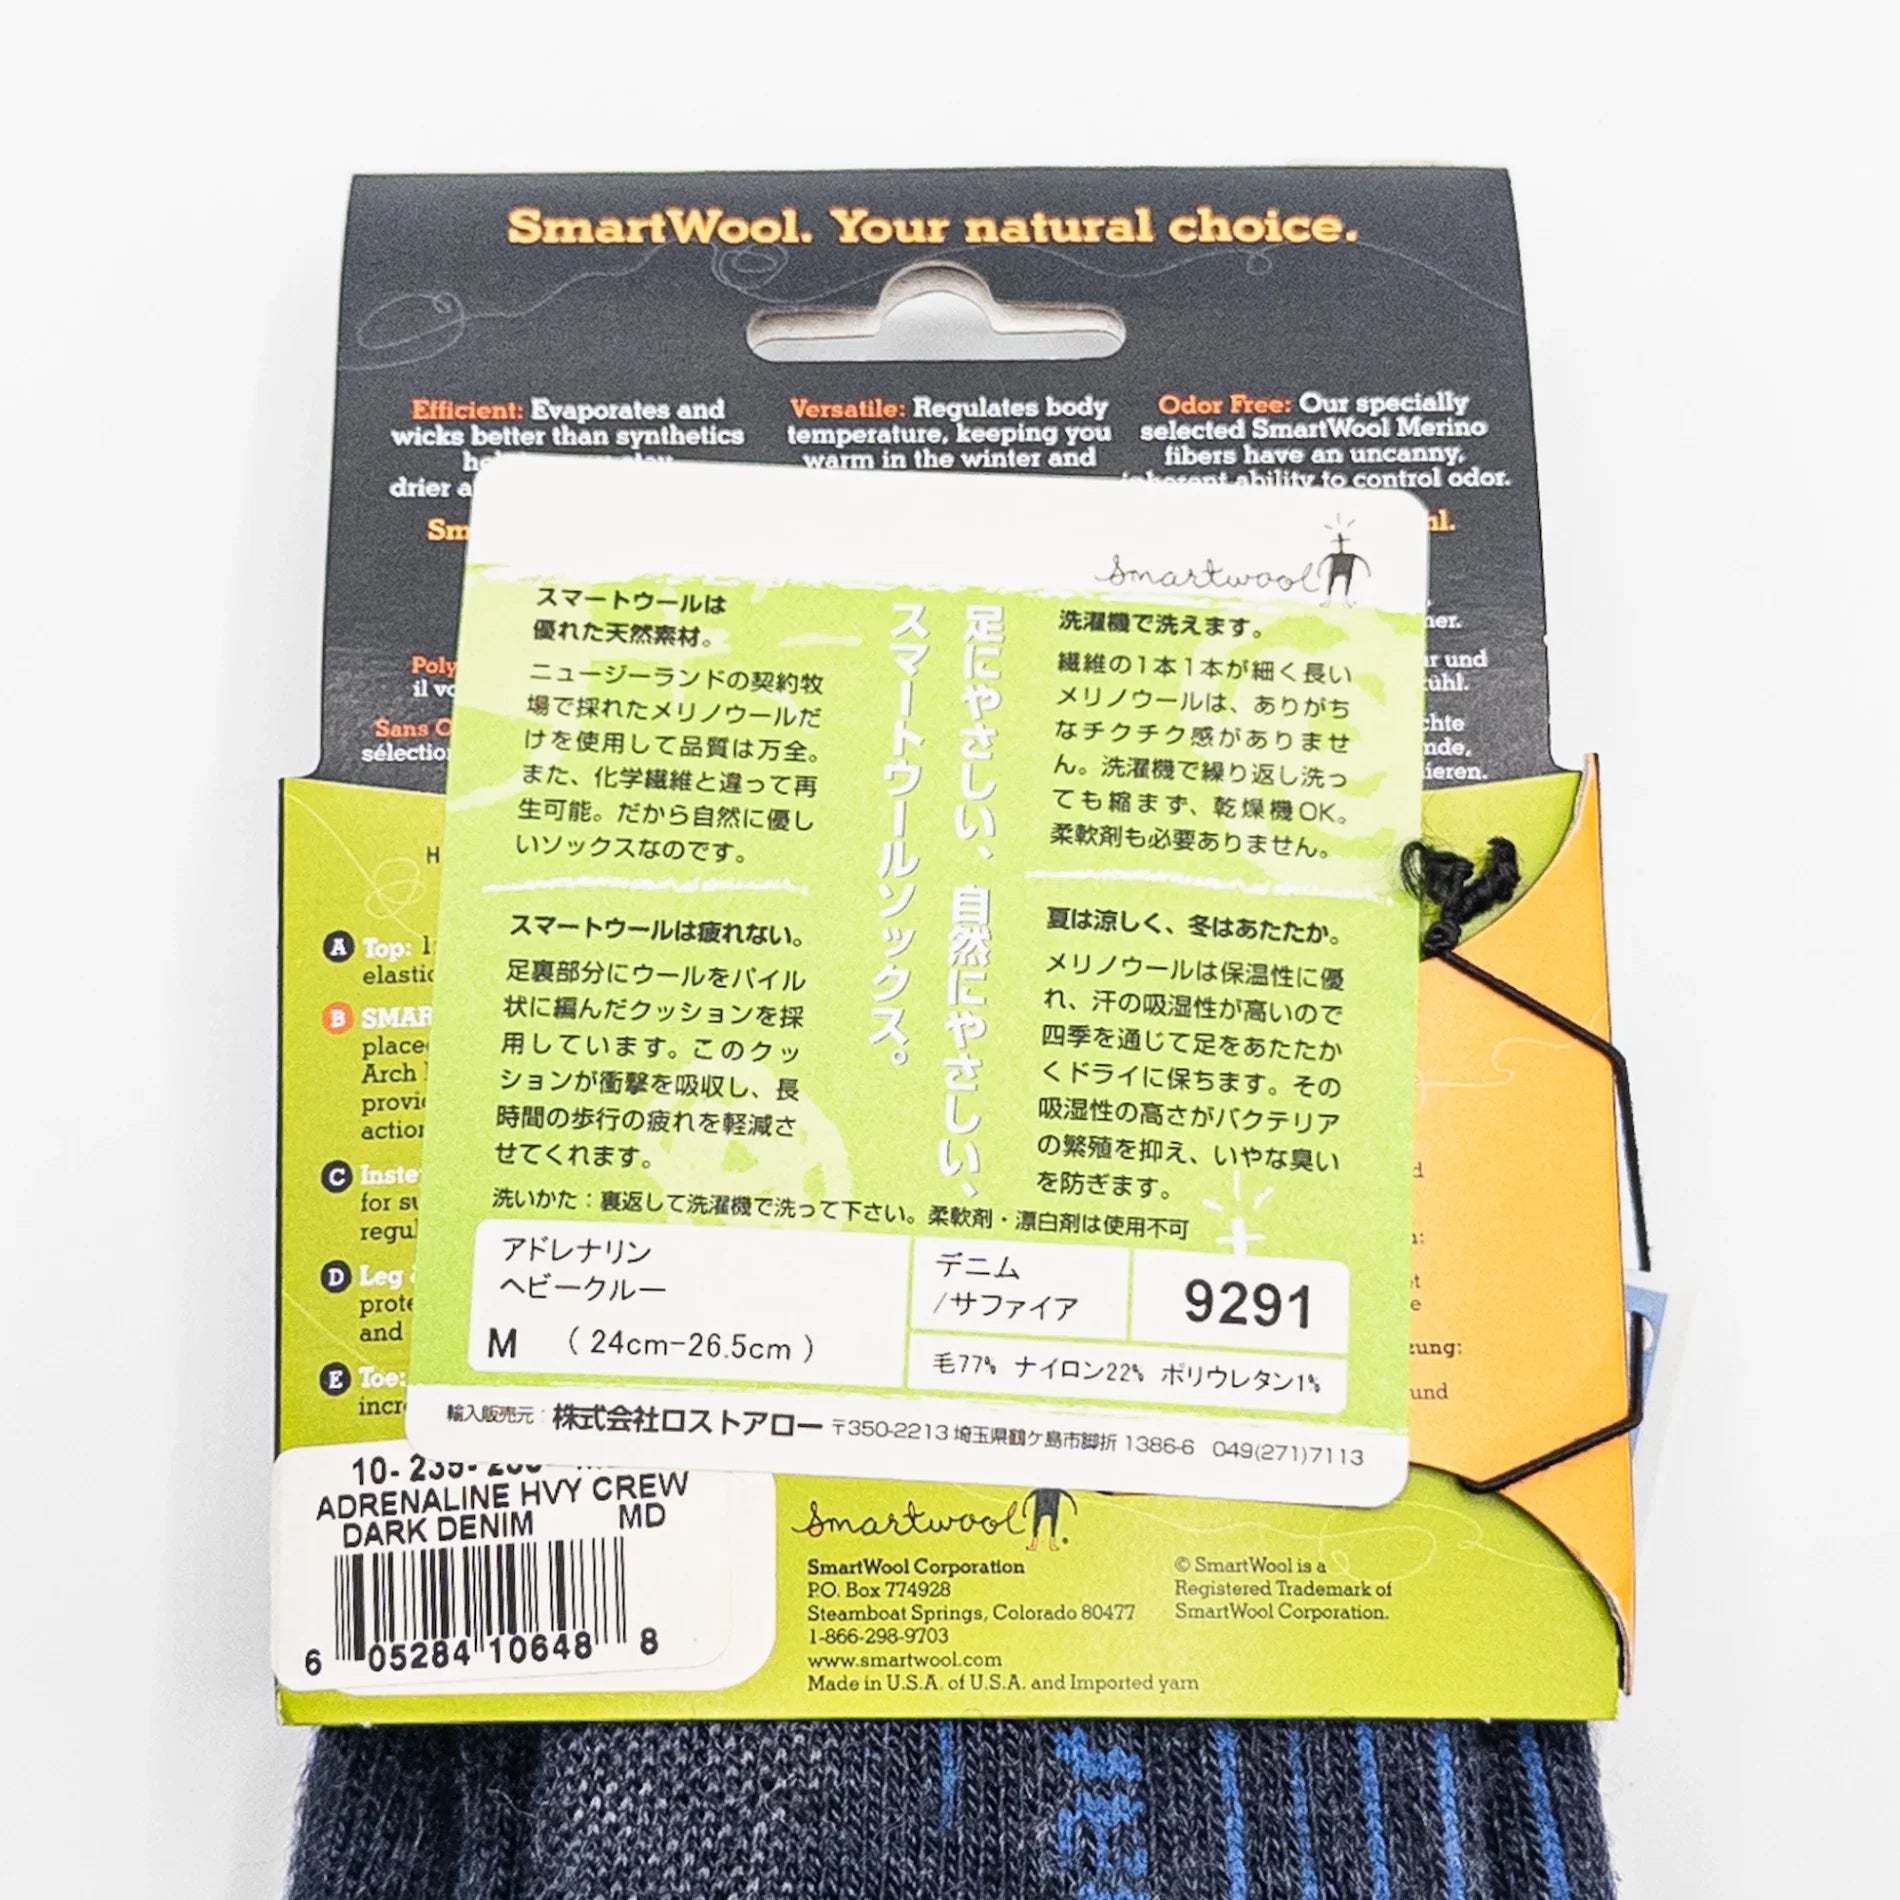 SmartWool. Your natural choice.
Efficient: Evaporates and
wicks better than synthetics
drier
Versatile: Regulates body
temperature, keeping you
warm in the winter and
Odor Free: Our specially
selected SmartWool Merino
fibers have an uncanny,
inherent ability to control odor.
smartwool
スマートウールは
優れた天然素材。
ニュージーランドの契約牧
場で採れたメリノウールだ
けを使用して品質は万全。
また、化学繊維と違って再
生可能。だから自然に優し
いソックスなのです。
スマートウールは疲れない。
足裏部分にウールをパイル
状に編んだクッションを採
用しています。このクッ
ションが衝撃を吸収し、長
時間の歩行の疲れを軽減さ
せてくれます。
足にやさしい、自然にやさしい、
スマートウールソックス。
洗濯機で洗えます。
繊維の1本1本が細く長い
メリノウールは、ありがち
なチクチク感がありませ
ん。洗濯機で繰り返し洗っ
ても縮まず、乾燥機OK。
柔軟剤も必要ありません。
夏は涼しく、冬はあたたか。
メリノウールは保温性に優
れ、汗の吸湿性が高いので
四季を通じて足をあたたか
くドライに保ちます。その
吸湿性の高さがバクテリア
の繁殖を抑え、いやな臭い
を防ぎます。
洗いかた：裏返して洗濯機で洗って下さい。柔軟剤・漂白剤は使用不可
アドレナリン
ヘビークルー
M （24cm-26.5cm）
デニム
/サファイア
9291
毛77% ナイロン22% ポリウレタン1%
輸入販売元：株式会社ロストアロー 〒350-2213 埼玉県鶴ケ島市脚折 1386-6 049(271)7113
A Top:
elastic
B SMAR
place
Arch
provi
action
C Inste
for su
regul
D Leg
prote
and
E Toe:
incr
Poly
il vo
Sans O
sélection
ADRENALINE HVY CREW
DARK DENIM MD
6 05284 10648 8
smartwool
SmartWool Corporation
P.O. Box 774928
Steamboat Springs, Colorado 80477
1-866-298-9703
www.smartwool.com
Made in U.S.A. of U.S.A. and Imported yarn
© SmartWool is a
Registered Trademark of
SmartWool Corporation.